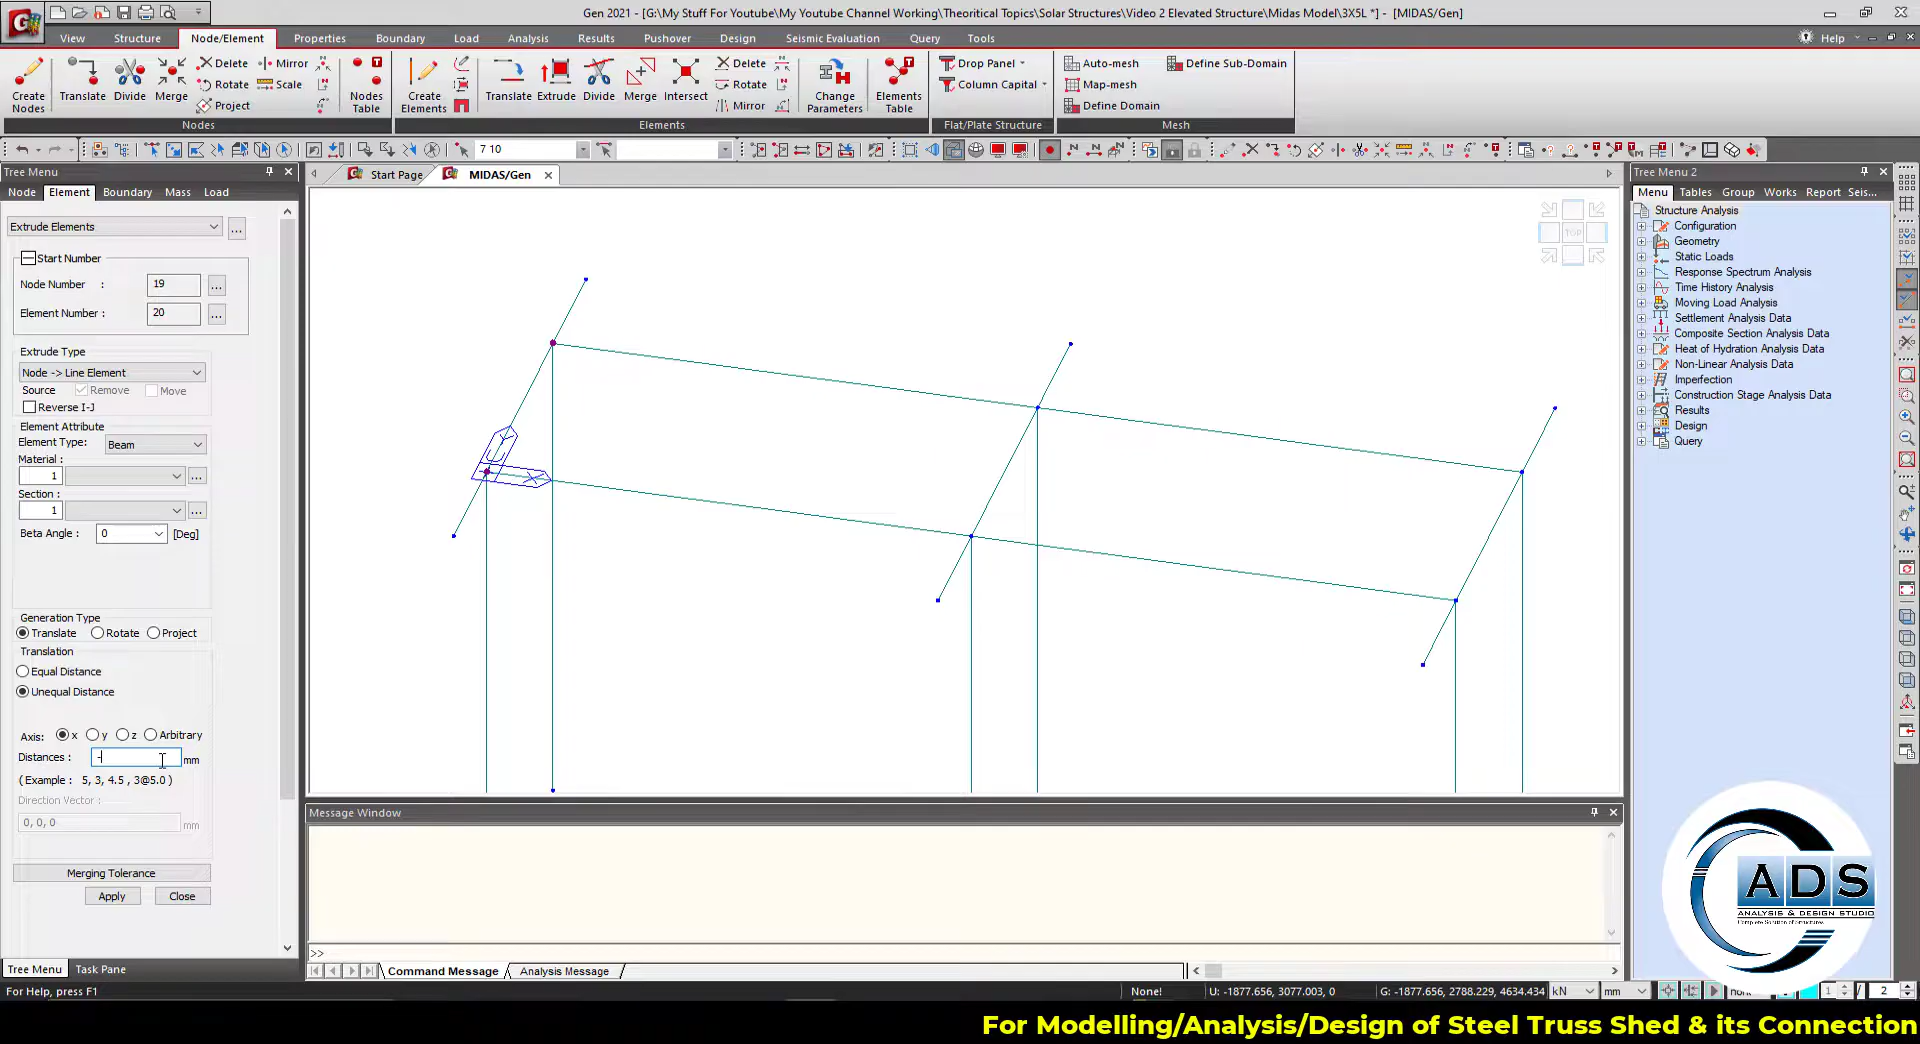 Gen 2021 - [G:\My Stuff For Youtube\My Youtube Channel Working\Theoritical Topics\Solar Structures\Video 2 Elevated Structure\Midas Model\3X5L *] - [MIDAS/Gen]
View Structure Node/Element Properties Boundary Load Analysis Results Pushover Design Seismic Evaluation Query Tools Help
Create Nodes Translate Divide Merge Delete Rotate Project Mirror Scale Nodes Table
Create Elements Translate Extrude Divide Merge Intersect Delete Rotate Mirror Change Parameters Elements Table
Drop Panel Column Capital Auto-mesh Map-mesh Define Domain Define Sub-Domain
Nodes Elements Flat/Plate Structure Mesh
7 10
Tree Menu
Node Element Boundary Mass Load
Extrude Elements
...
Start Number
Node Number : 19 ...
Element Number : 20 ...
Extrude Type
Node -> Line Element
Source Remove Move
Reverse I-J
Element Attribute
Element Type: Beam
Material :
1 ...
Section :
1 ...
Beta Angle : 0 [Deg]
Generation Type
Translate Rotate Project
Translation
Equal Distance
Unequal Distance
Axis: x y z Arbitrary
Distances : - mm
( Example : 5, 3, 4.5 , 3@5.0 )
Direction Vector :
0, 0, 0 mm
Merging Tolerance
Apply Close
Tree Menu Task Pane
Start Page MIDAS/Gen
TOP
X
Message Window
>>
Command Message Analysis Message
Tree Menu 2
Menu Tables Group Works Report Seis...
Structure Analysis
Configuration
Geometry
Static Loads
Response Spectrum Analysis
Time History Analysis
Moving Load Analysis
Settlement Analysis Data
Composite Section Analysis Data
Heat of Hydration Analysis Data
Non-Linear Analysis Data
Imperfection
Construction Stage Analysis Data
Results
Design
Query
ADS
ANALYSIS & DESIGN STUDIO
Complete Solution of Structures
For Help, press F1
None! U: -1877.656, 3077.003, 0 G: -1877.656, 2788.229, 4634.434 kN mm 1 / 2
For Modelling/Analysis/Design of Steel Truss Shed & its Connection